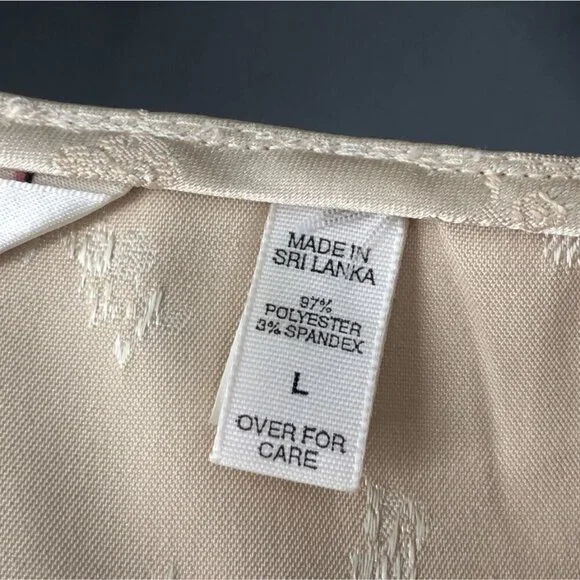 MADE IN
SRI LANKA
97%
POLYESTER
3% SPANDEX
L
OVER FOR
CARE